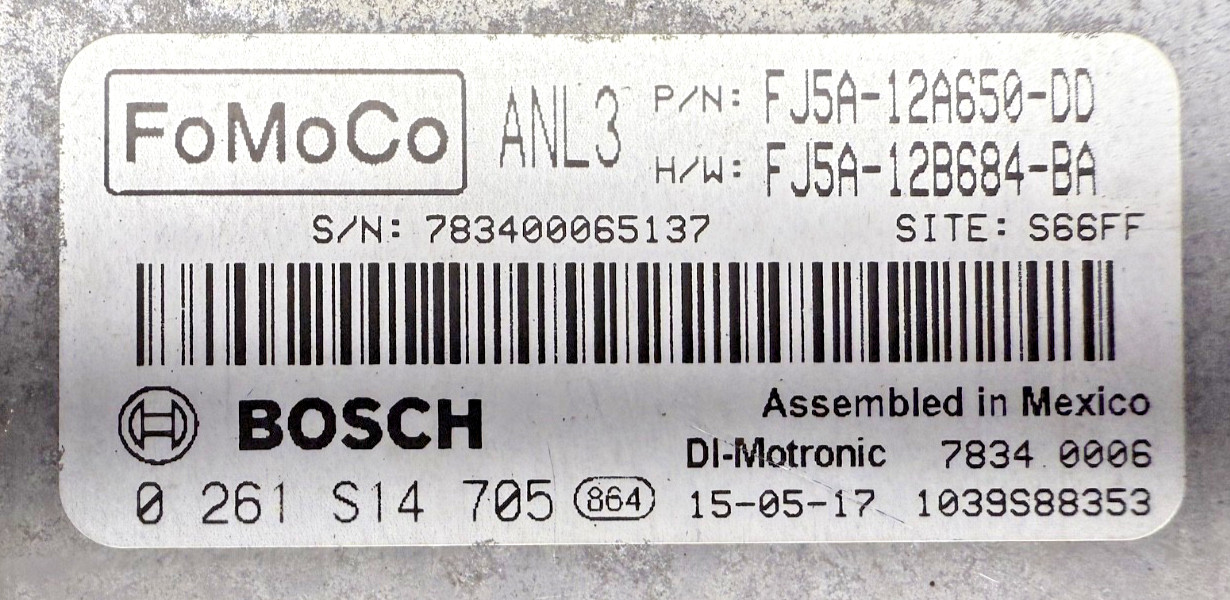 FoMoCo ANL3 P/N: FJ5A-12A650-DD
H/W: FJ5A-12B684-BA
S/N: 783400065137 SITE: S66FF
BOSCH Assembled in Mexico
DI-Motronic 7834 0006
0 261 S14 705 864 15-05-17 1039S88353